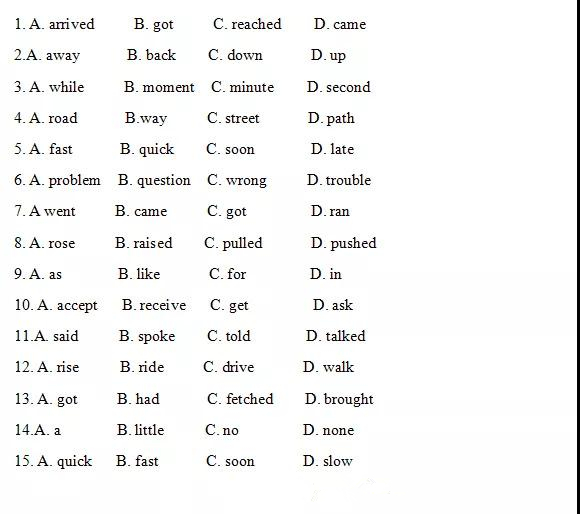 1. A. arrived B. got C. reached D. came
2.A. away B. back C. down D. up
3. A. while B. moment C. minute D. second
4. A. road B.way C. street D. path
5. A. fast B. quick C. soon D. late
6. A. problem B. question C. wrong D. trouble
7. A went B. came C. got D. ran
8. A. rose B. raised C. pulled D. pushed
9. A. as B. like C. for D. in
10. A. accept B. receive C. get D. ask
11.A. said B. spoke C. told D. talked
12. A. rise B. ride C. drive D. walk
13. A. got B. had C. fetched D. brought
14.A. a B. little C. no D. none
15. A. quick B. fast C. soon D. slow